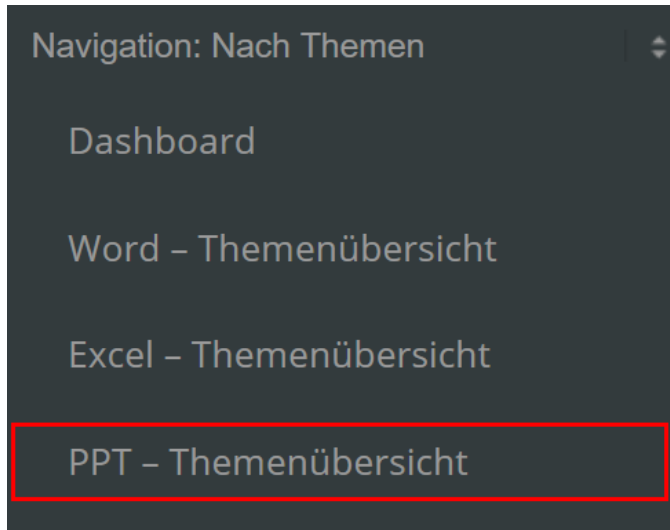 Navigation: Nach Themen
Dashboard
Word – Themenübersicht
Excel – Themenübersicht
PPT – Themenübersicht